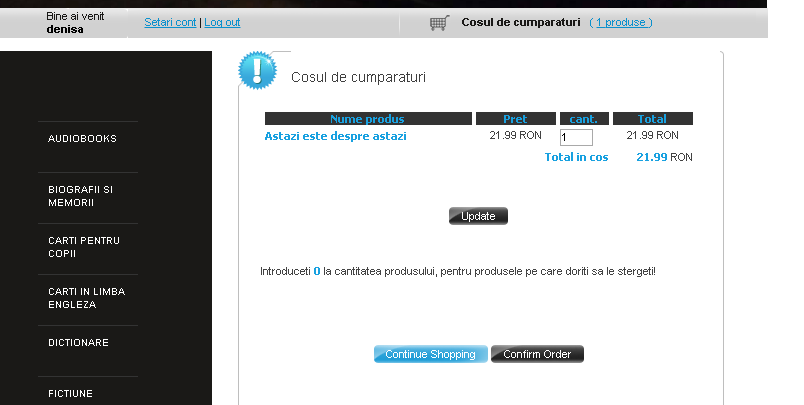 Bine ai venit
denisa
Setari cont | Log out
Cosul de cumparaturi ( 1 produse )
AUDIOBOOKS
BIOGRAFII SI
MEMORII
CARTI PENTRU
COPII
CARTI IN LIMBA
ENGLEZA
DICTIONARE
FICTIUNE
Cosul de cumparaturi
Nume produs Pret cant. Total
Astazi este despre astazi 21.99 RON 1 21.99 RON
Total in cos 21.99 RON
Update
Introduceti 0 la cantitatea produsului, pentru produsele pe care doriti sa le stergeti!
Continue Shopping Confirm Order